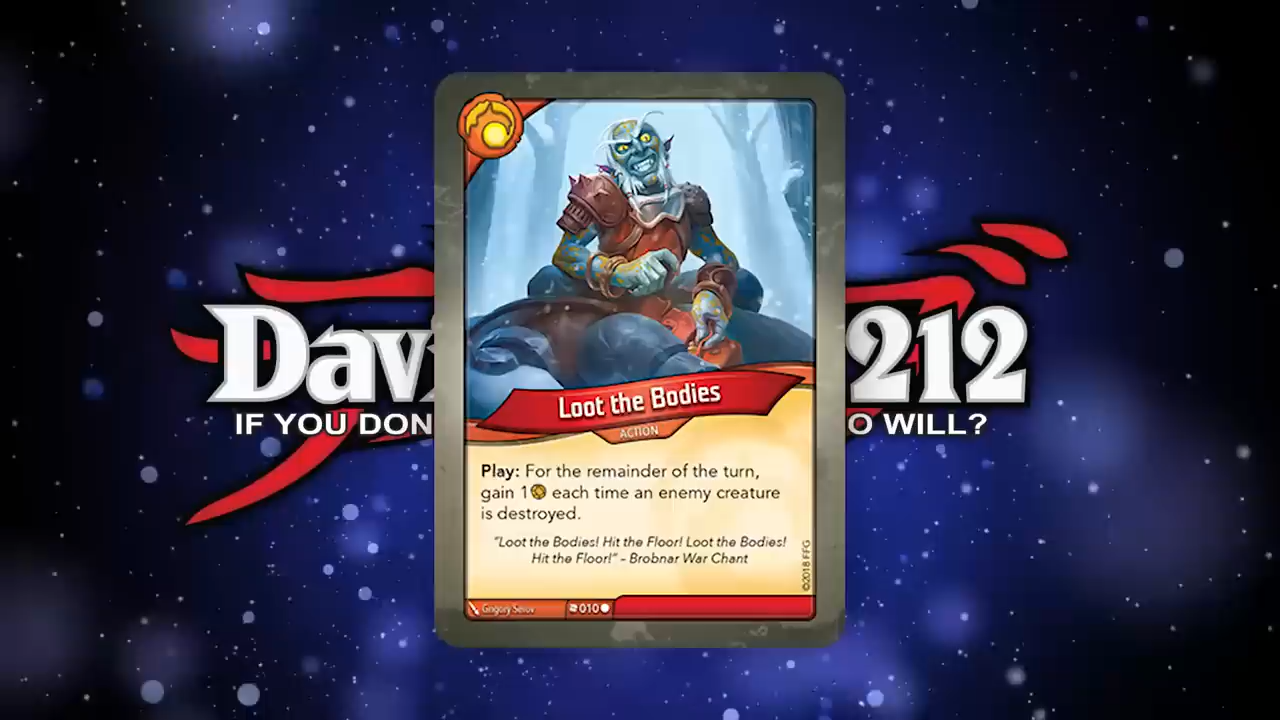 Loot the Bodies
ACTION
Play: For the remainder of the turn,
gain 1 each time an enemy creature
is destroyed.
"Loot the Bodies! Hit the Floor! Loot the Bodies!
Hit the Floor!" – Brobnar War Chant
©2018 FFG
Grigory Serov
010
Dav
212
IF YOU DON
O WILL?